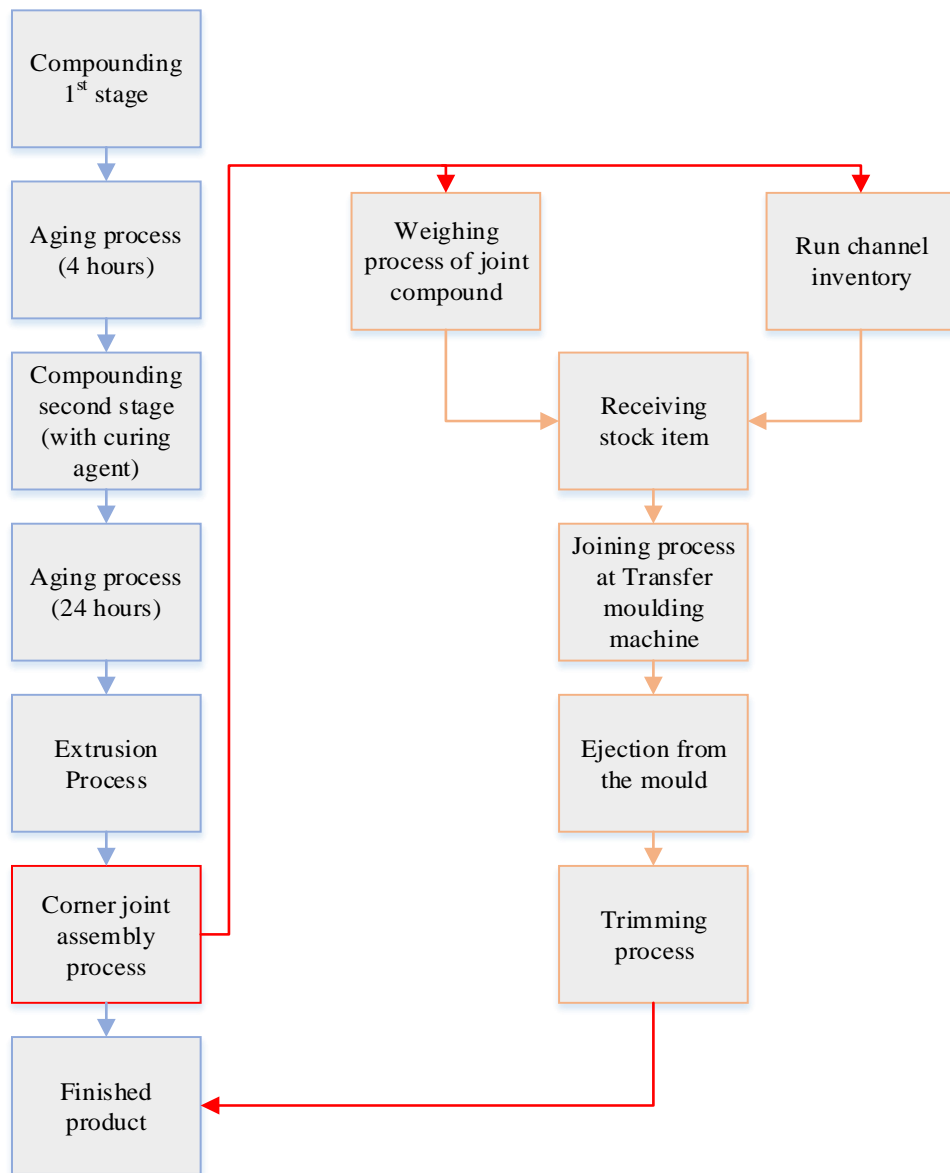 Compounding
1st stage
Aging process
(4 hours)
Compounding
second stage
(with curing
agent)
Aging process
(24 hours)
Extrusion
Process
Corner joint
assembly
process
Finished
product
Weighing
process of joint
compound
Run channel
inventory
Receiving
stock item
Joining process
at Transfer
moulding
machine
Ejection from
the mould
Trimming
process